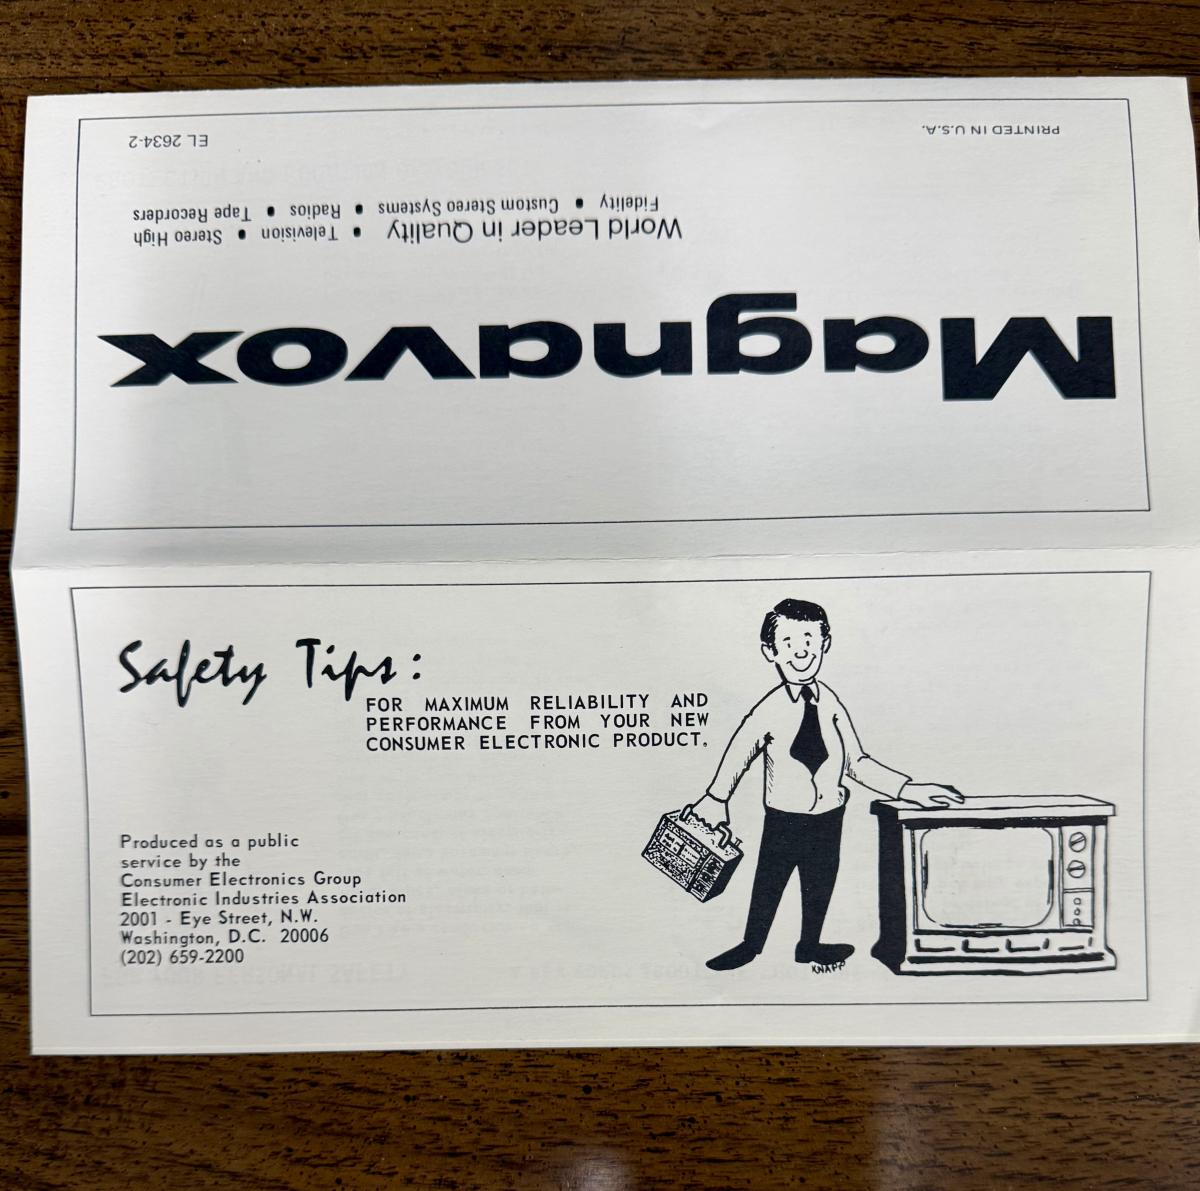 Magnavox
World Leader in Quality • Television • Stereo High
Fidelity • Custom Stereo Systems • Radios • Tape Recorders
PRINTED IN U.S.A.
EL 2634-2
Safety Tips:
FOR MAXIMUM RELIABILITY AND
PERFORMANCE FROM YOUR NEW
CONSUMER ELECTRONIC PRODUCT.
Produced as a public
service by the
Consumer Electronics Group
Electronic Industries Association
2001 - Eye Street, N.W.
Washington, D.C. 20006
(202) 659-2200
KNAPP